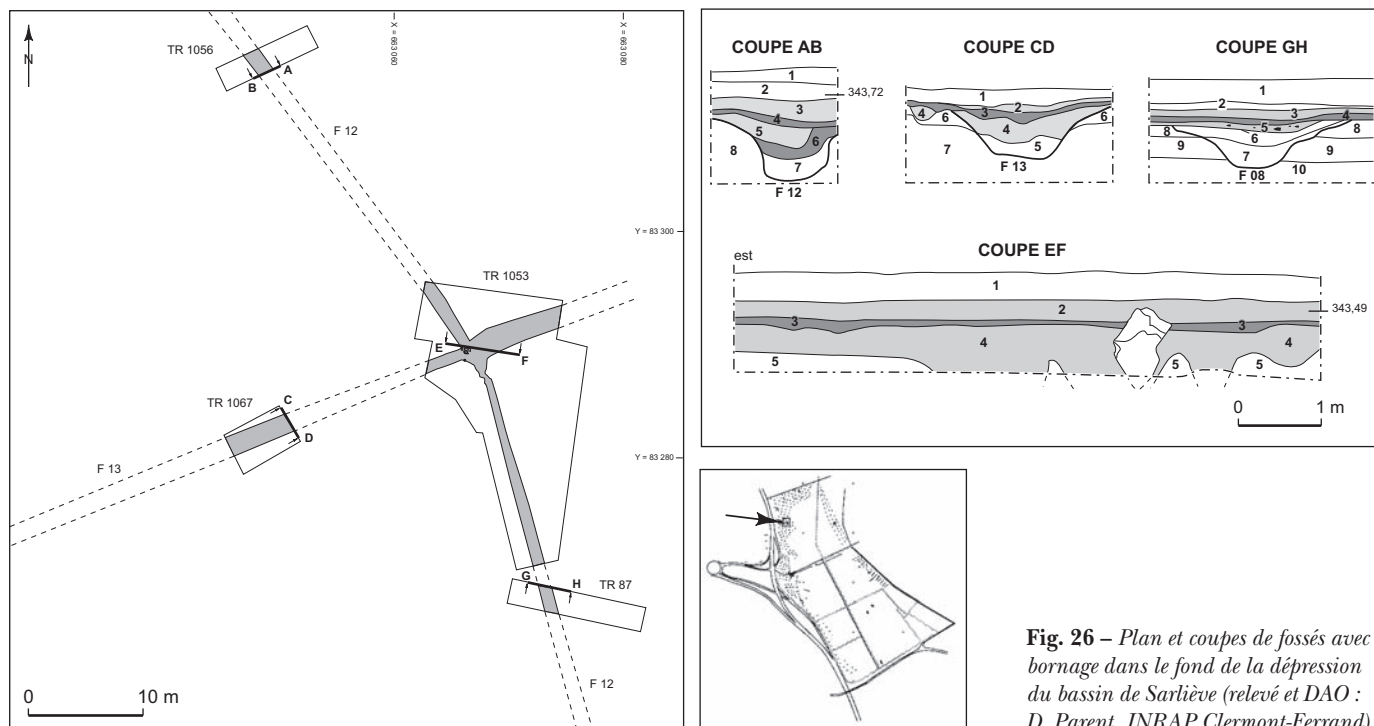 N
TR 1056
A
B
X = 663 060
X = 663 080
F 12
Y = 83 300
TR 1053
E
F
C
TR 1067
D
F 13
Y = 83 280
G
H
TR 87
F 12
0 10 m
COUPE AB
1
2
343,72
3
4
5
6
8
7
F 12
COUPE CD
1
2
3
4
6
6
4
5
7
F 13
COUPE GH
1
2
3
4
5
8
8
6
9
9
7
F 08
10
COUPE EF
est
1
2
343,49
3
3
4
4
5
5
5
0 1 m
Fig. 26 – Plan et coupes de fossés avec
bornage dans le fond de la dépression
du bassin de Sarliève (relevé et DAO :
D. Parent, INRAP Clermont-Ferrand)